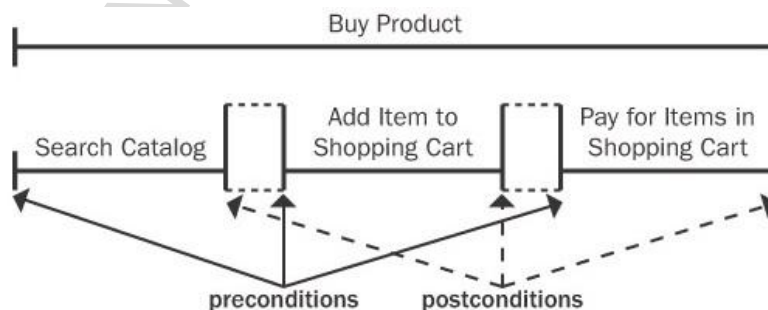 Buy Product
Search Catalog
Add Item to
Shopping Cart
Pay for Items in
Shopping Cart
preconditions
postconditions